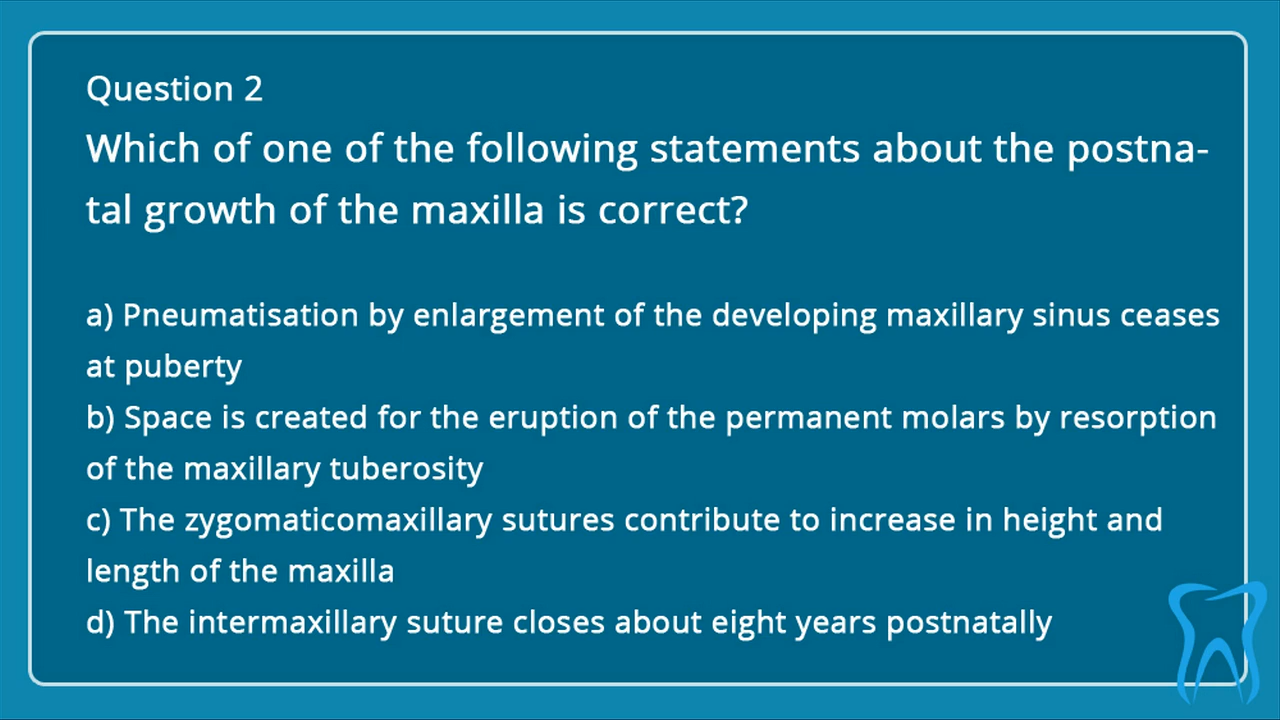 Question 2
Which of one of the following statements about the postna-
tal growth of the maxilla is correct?
a) Pneumatisation by enlargement of the developing maxillary sinus ceases
at puberty
b) Space is created for the eruption of the permanent molars by resorption
of the maxillary tuberosity
c) The zygomaticomaxillary sutures contribute to increase in height and
length of the maxilla
d) The intermaxillary suture closes about eight years postnatally